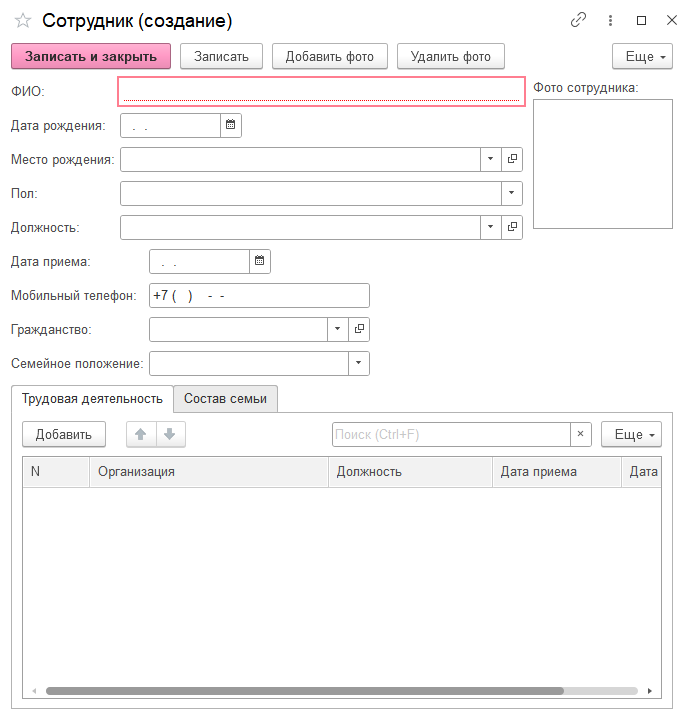 Сотрудник (создание)
Записать и закрыть Записать Добавить фото Удалить фото Еще
ФИО:
Фото сотрудника:
Дата рождения: . .
Место рождения:
Пол:
Должность:
Дата приема: . .
Мобильный телефон: +7 ( ) - -
Гражданство:
Семейное положение:
Трудовая деятельность Состав семьи
Добавить Поиск (Ctrl+F) × Еще
N Организация Должность Дата приема Дата